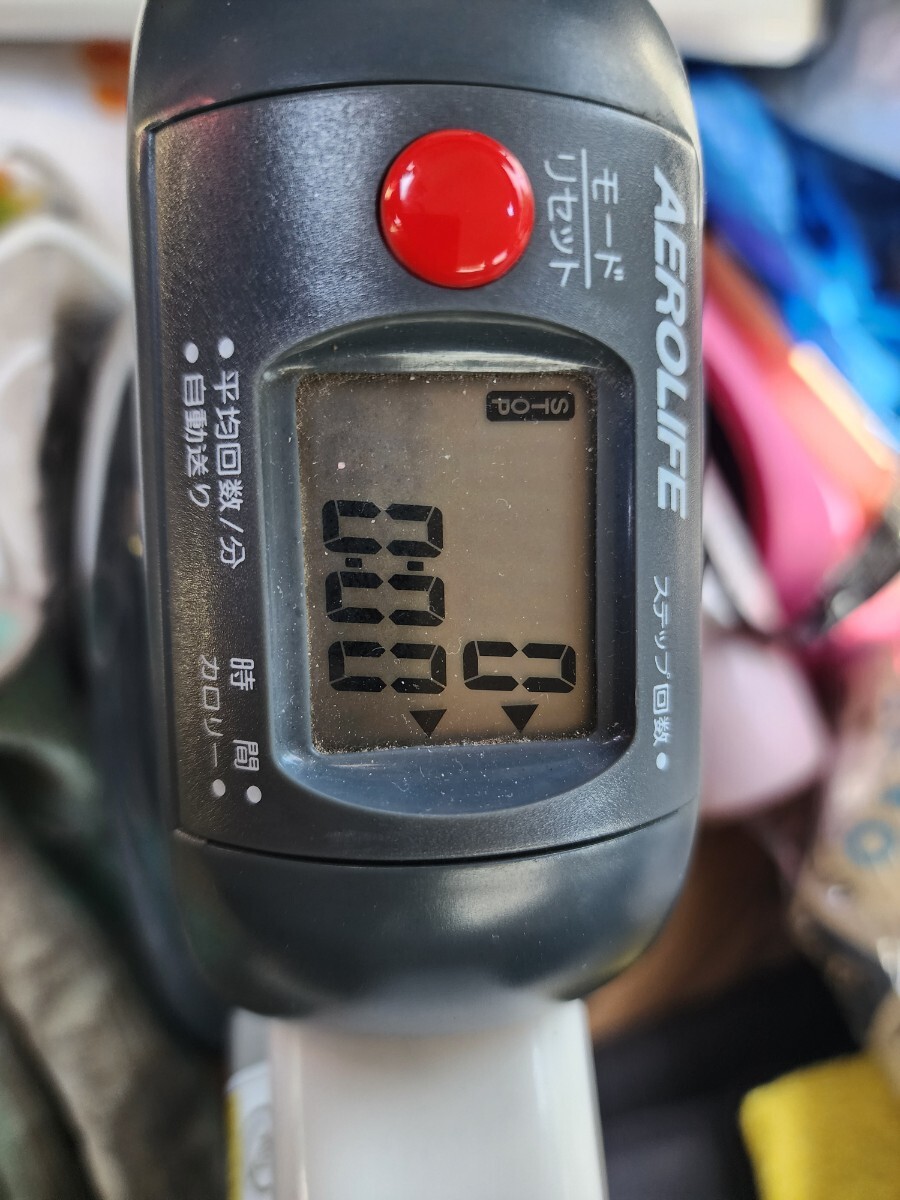 AEROLIFE ステップ回数 ●
モード
リセット
STOP
0
0:00
● 平均回数/分 時間 ●
● 自動送り カロリー ●